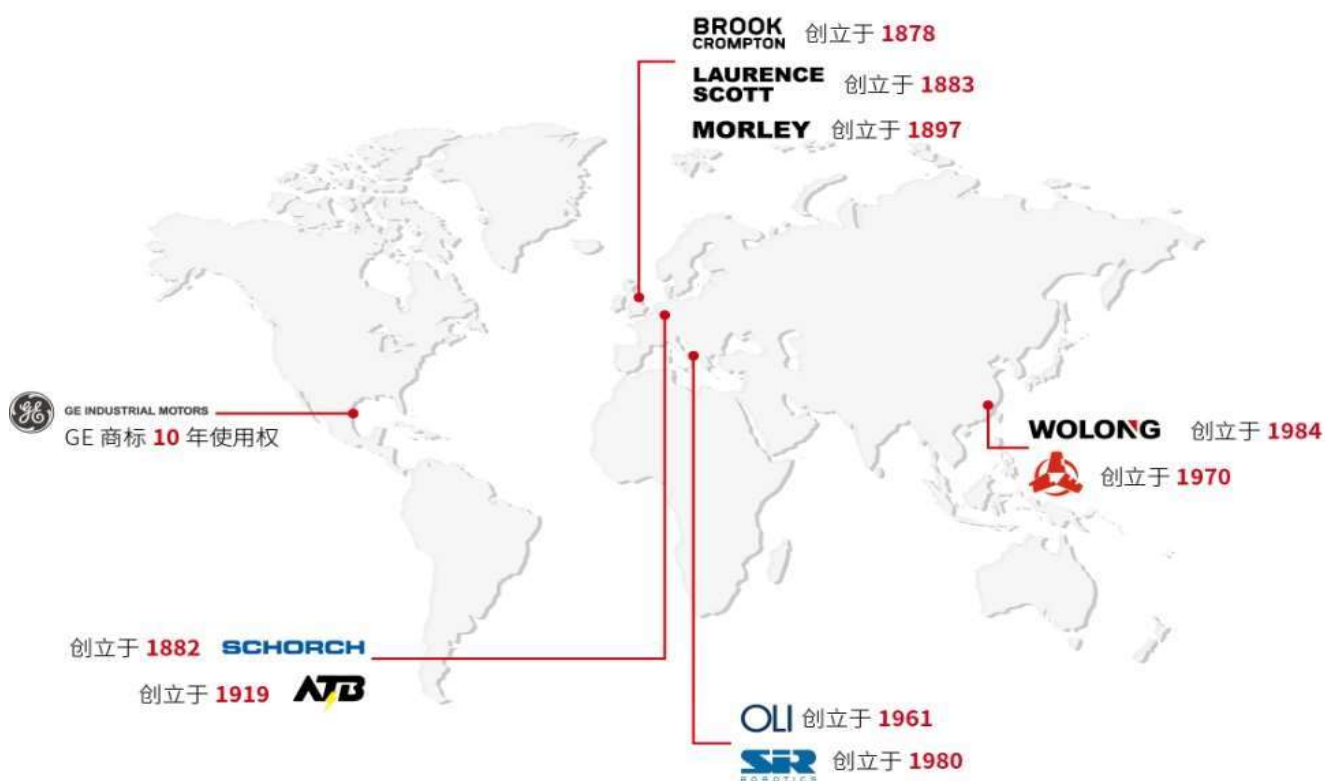 BROOK
CROMPTON 创立于 1878
LAURENCE
SCOTT 创立于 1883
MORLEY 创立于 1897
GE GE INDUSTRIAL MOTORS
GE 商标 10 年使用权
WOLONG 创立于 1984
创立于 1970
创立于 1882 SCHORCH
创立于 1919 ATB
OLI 创立于 1961
SIR 创立于 1980
ROBOTICS